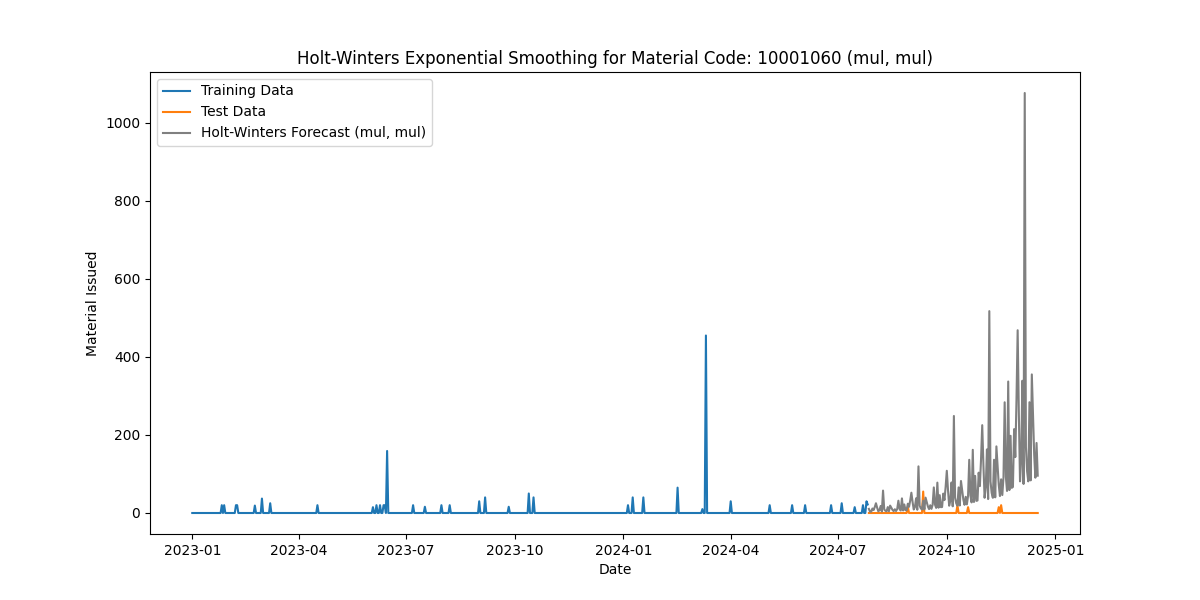 Holt-Winters Exponential Smoothing for Material Code: 10001060 (mul, mul)
Training Data
Test Data
Holt-Winters Forecast (mul, mul)
Material Issued
1000
800
600
400
200
0
2023-01
2023-04
2023-07
2023-10
2024-01
2024-04
2024-07
2024-10
2025-01
Date